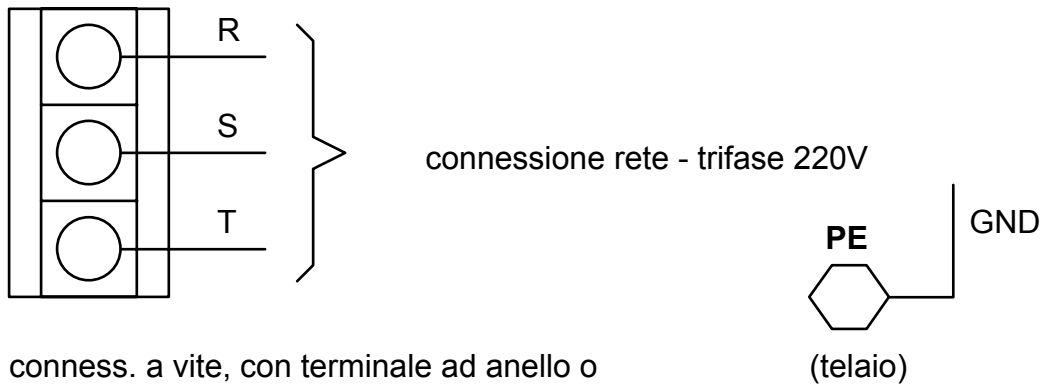 R
S
connessione rete - trifase 220V
T
GND
PE
conness. a vite, con terminale ad anello o
(telaio)